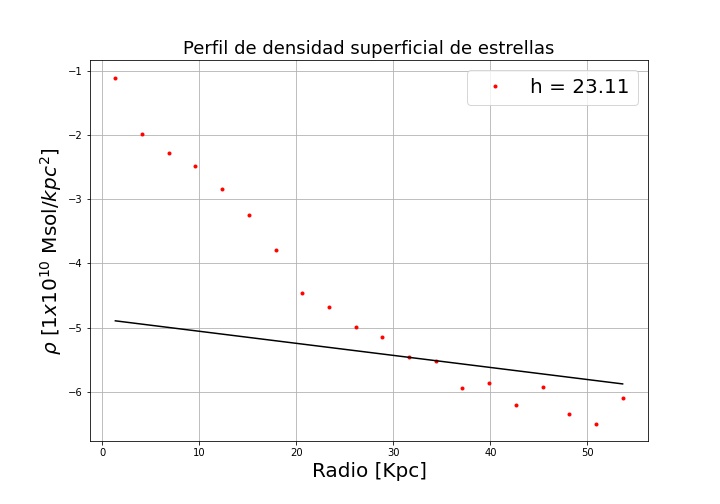 Perfil de densidad superficial de estrellas
h = 23.11
ρ [1x10^10 Msol/kpc^2]
−1
−2
−3
−4
−5
−6
0 10 20 30 40 50
Radio [Kpc]